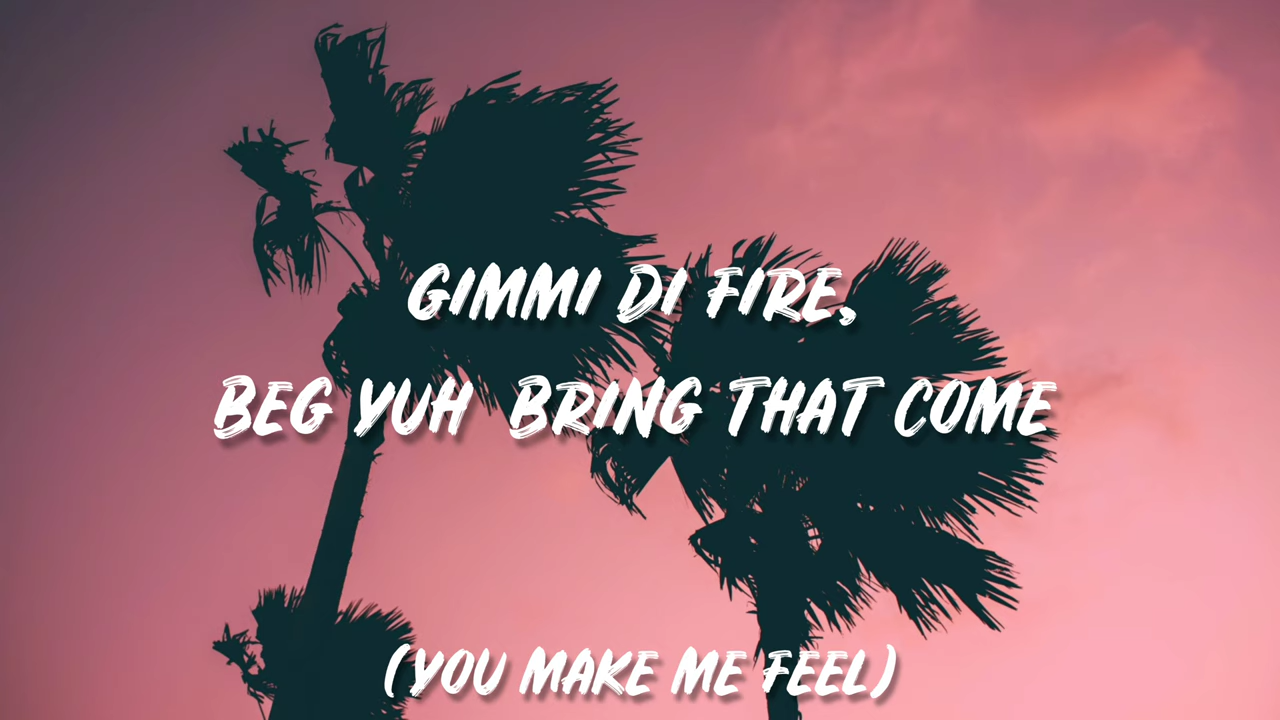 GIMMI DI FIRE,
BEG YUH BRING THAT COME
(YOU MAKE ME FEEL)